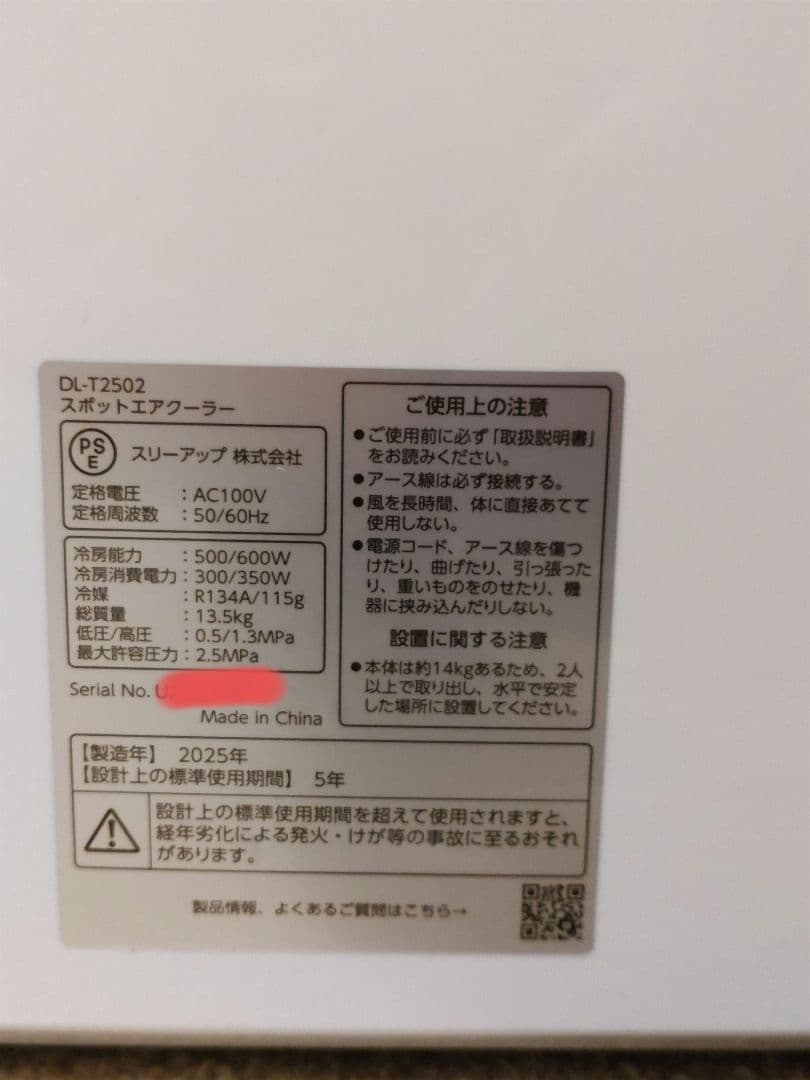 DL-T2502
スポットエアクーラー
PS
E
スリーアップ 株式会社
定格電圧 : AC100V
定格周波数 : 50/60Hz
冷房能力 : 500/600W
冷房消費電力 : 300/350W
冷媒 : R134A/115g
総質量 : 13.5kg
低圧/高圧 : 0.5/1.3MPa
最大許容圧力 : 2.5MPa
Serial No. U
Made in China
ご使用上の注意
●ご使用前に必ず「取扱説明書」
をお読みください。
●アース線は必ず接続する。
●風を長時間、体に直接あてて
使用しない。
●電源コード、アース線を傷つ
けたり、曲げたり、引っ張った
り、重いものをのせたり、機
器に挟み込んだりしない。
設置に関する注意
●本体は約14kgあるため、2人
以上で取り出し、水平で安定
した場所に設置してください。
【製造年】 2025年
【設計上の標準使用期間】 5年
設計上の標準使用期間を超えて使用されますと、
経年劣化による発火・けが等の事故に至るおそれ
があります。
製品情報、よくあるご質問はこちら→